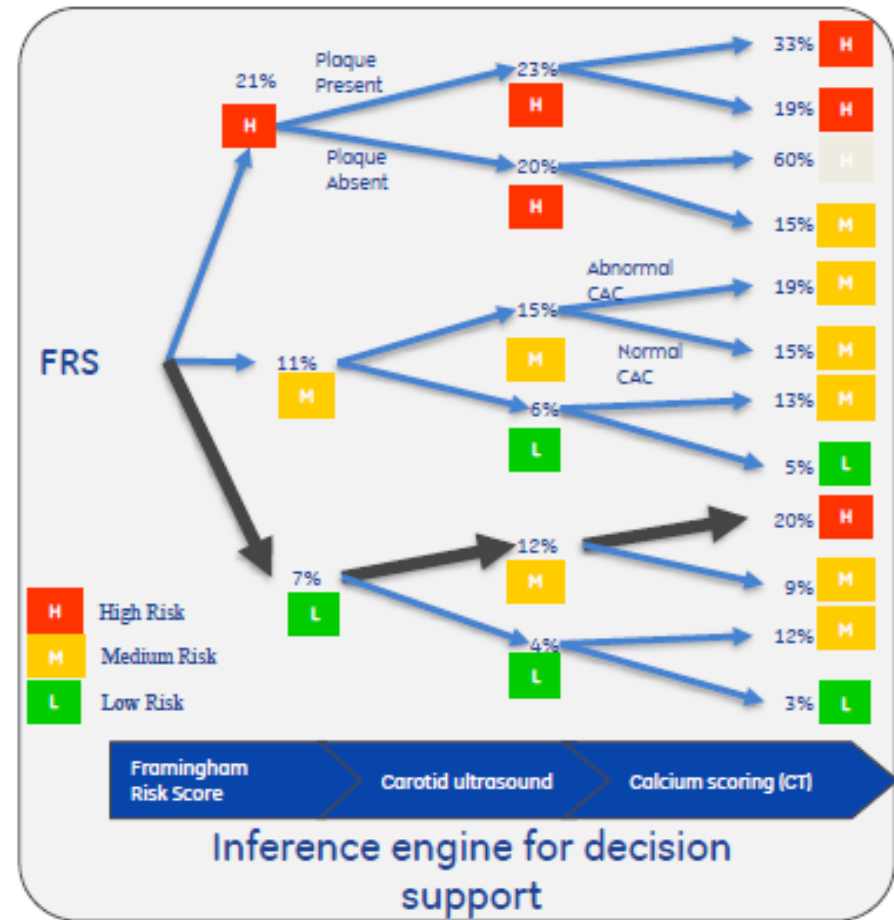 33% H
Plaque
Present
21%
23%
H
H
19% H
Plaque
Absent
20%
60% H
H
15% M
Abnormal
CAC
19% M
15%
FRS
11%
M
M
Normal
CAC
15% M
6%
13% M
L
5% L
20% H
12%
7%
M
9% M
L
H High Risk
12% M
4%
M Medium Risk
L
L Low Risk
3% L
Framingham
Risk Score
Carotid ultrasound
Calcium scoring (CT)
Inference engine for decision
support